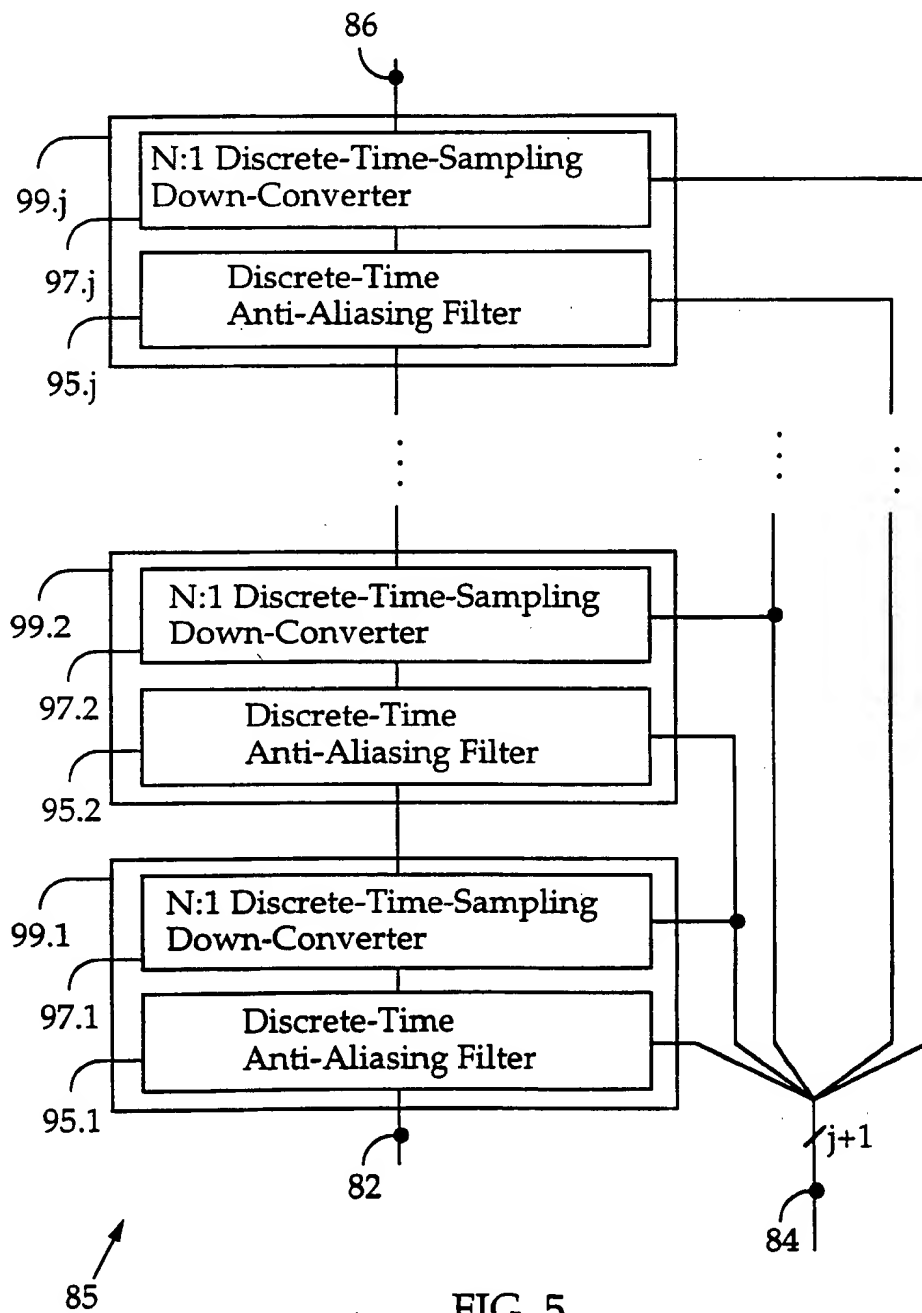 86
N:1 Discrete-Time-Sampling
Down-Converter
99.j
97.j
Discrete-Time
Anti-Aliasing Filter
95.j
N:1 Discrete-Time-Sampling
Down-Converter
99.2
97.2
Discrete-Time
Anti-Aliasing Filter
95.2
N:1 Discrete-Time-Sampling
Down-Converter
99.1
97.1
Discrete-Time
Anti-Aliasing Filter
95.1
j+1
82
84
85
FIG. 5